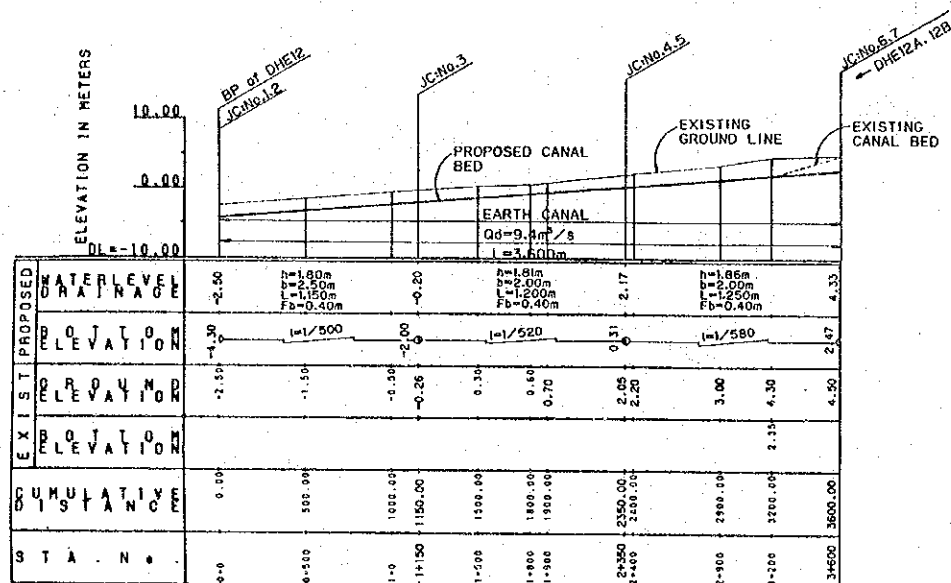 BP of DHE12
JC:No.1.2
JC:No.3
JC:No.4.5
JC:No.6.7
DHE12A, 12B
ELEVATION IN METERS
10.00
0.00
DL=-10.00
PROPOSED CANAL
BED
EXISTING
GROUND LINE
EXISTING
CANAL BED
EARTH CANAL
Qd=9.4m³/s
L=3,600m
PROPOSED
WATERLEVEL
DRAINAGE
-2.50
h=1.80m
b=2.50m
L=1,150m
Fb=0.40m
-0.20
h=1.81m
b=2.00m
L=1,200m
Fb=0.40m
2.17
h=1.86m
b=2.00m
L=1,250m
Fb=0.40m
4.33
BOTTOM
ELEVATION
-4.30
i=1/500
-2.00
i=1/520
0.31
i=1/580
2.47
EXIST
GROUND
ELEVATION
-2.50
-1.50
-0.50
-0.26
0.30
0.60
0.70
2.05
2.20
3.00
4.30
4.50
BOTTOM
ELEVATION
2.35
CUMULATIVE
DISTANCE
0.00
500.00
1000.00
1150.00
1500.00
1800.00
1900.00
2350.00
2400.00
2900.00
3200.00
3600.00
STA. No.
0+0
0+500
1+0
1+150
1+500
1+800
1+900
2+350
2+400
2+900
3+200
3+600